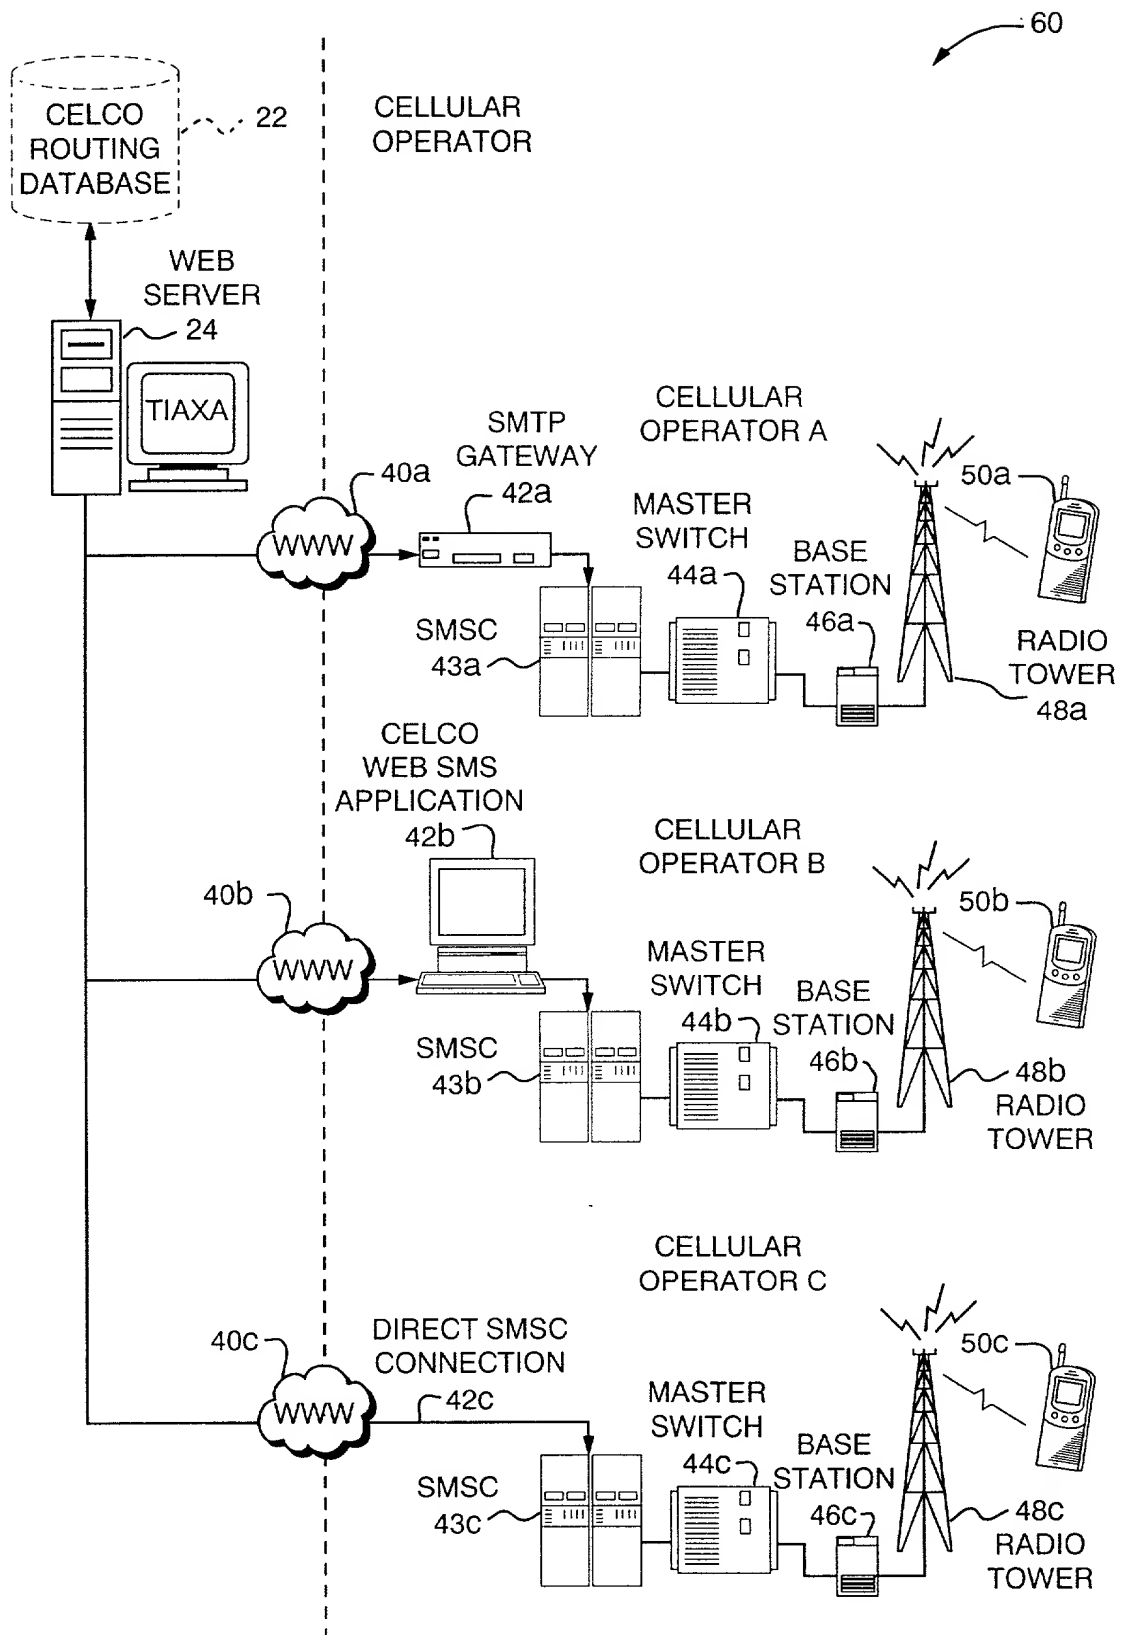 60
CELCO
ROUTING
DATABASE
22
CELLULAR
OPERATOR
WEB
SERVER
24
TIAXA
CELLULAR
OPERATOR A
SMTP
GATEWAY
42a
40a
WWW
MASTER
SWITCH
44a
BASE
STATION
46a
50a
SMSC
43a
RADIO
TOWER
48a
CELCO
WEB SMS
APPLICATION
42b
CELLULAR
OPERATOR B
40b
WWW
MASTER
SWITCH
44b
BASE
STATION
46b
50b
SMSC
43b
48b
RADIO
TOWER
CELLULAR
OPERATOR C
40c
WWW
DIRECT SMSC
CONNECTION
42c
MASTER
SWITCH
44c
BASE
STATION
46c
50c
SMSC
43c
48c
RADIO
TOWER